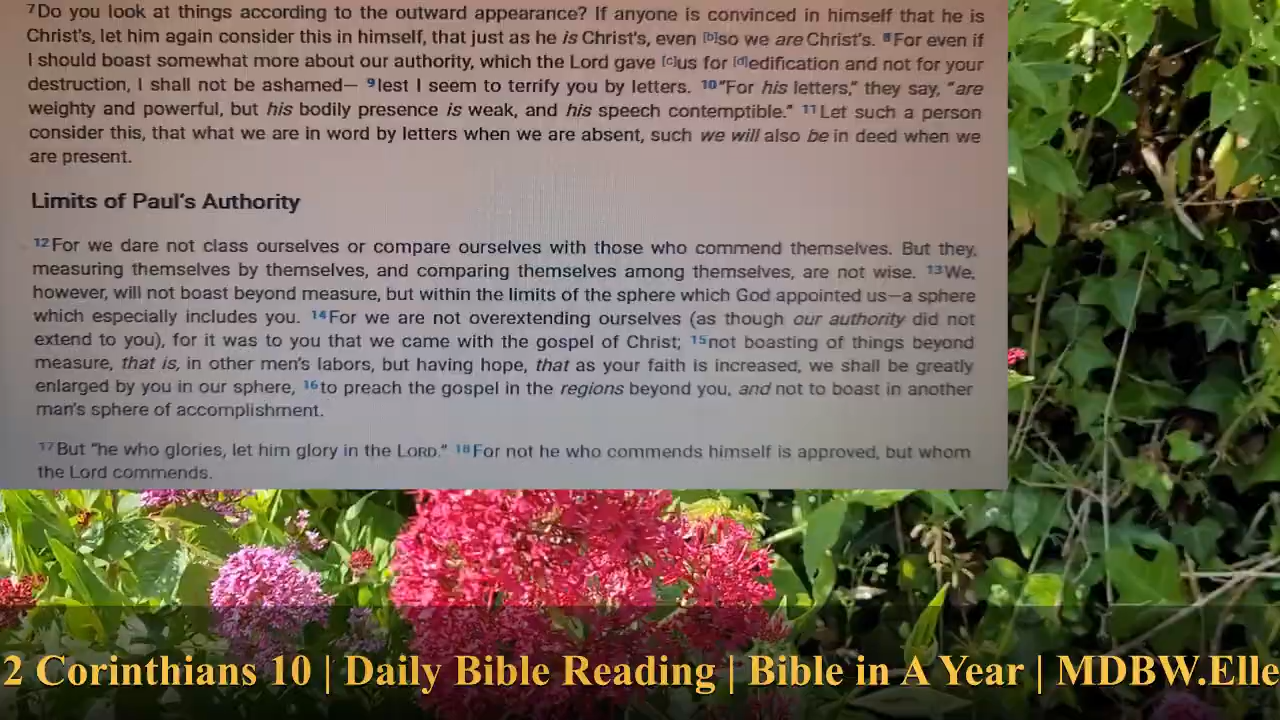 7Do you look at things according to the outward appearance? If anyone is convinced in himself that he is
Christ's, let him again consider this in himself, that just as he is Christ's, even [b]so we are Christ's. 8For even if
I should boast somewhat more about our authority, which the Lord gave [c]us for [d]edification and not for your
destruction, I shall not be ashamed— 9lest I seem to terrify you by letters. 10"For his letters," they say, "are
weighty and powerful, but his bodily presence is weak, and his speech contemptible." 11Let such a person
consider this, that what we are in word by letters when we are absent, such we will also be in deed when we
are present.
Limits of Paul's Authority
12For we dare not class ourselves or compare ourselves with those who commend themselves. But they,
measuring themselves by themselves, and comparing themselves among themselves, are not wise. 13We,
however, will not boast beyond measure, but within the limits of the sphere which God appointed us—a sphere
which especially includes you. 14For we are not overextending ourselves (as though our authority did not
extend to you), for it was to you that we came with the gospel of Christ; 15not boasting of things beyond
measure, that is, in other men's labors, but having hope, that as your faith is increased, we shall be greatly
enlarged by you in our sphere, 16to preach the gospel in the regions beyond you, and not to boast in another
man's sphere of accomplishment.
17But "he who glories, let him glory in the LORD." 18For not he who commends himself is approved, but whom
the Lord commends.
2 Corinthians 10 | Daily Bible Reading | Bible in A Year | MDBW.Elle